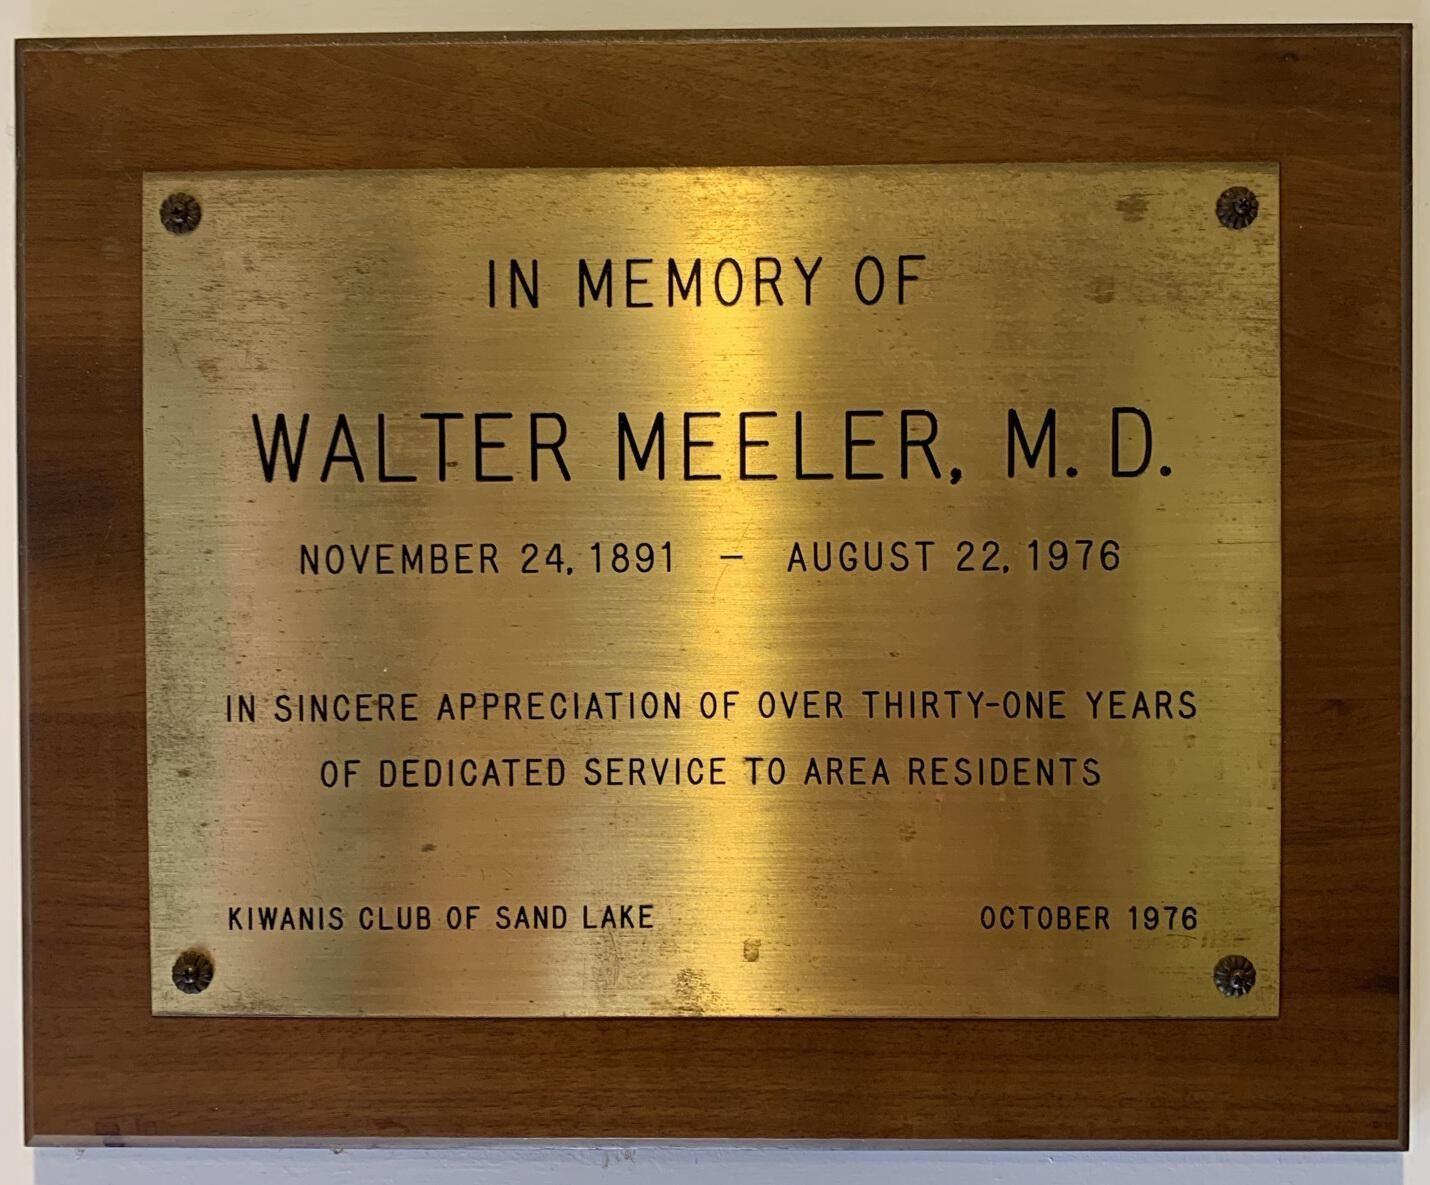 IN MEMORY OF
WALTER MEELER, M. D.
NOVEMBER 24, 1891 – AUGUST 22, 1976
IN SINCERE APPRECIATION OF OVER THIRTY-ONE YEARS
OF DEDICATED SERVICE TO AREA RESIDENTS
KIWANIS CLUB OF SAND LAKE OCTOBER 1976